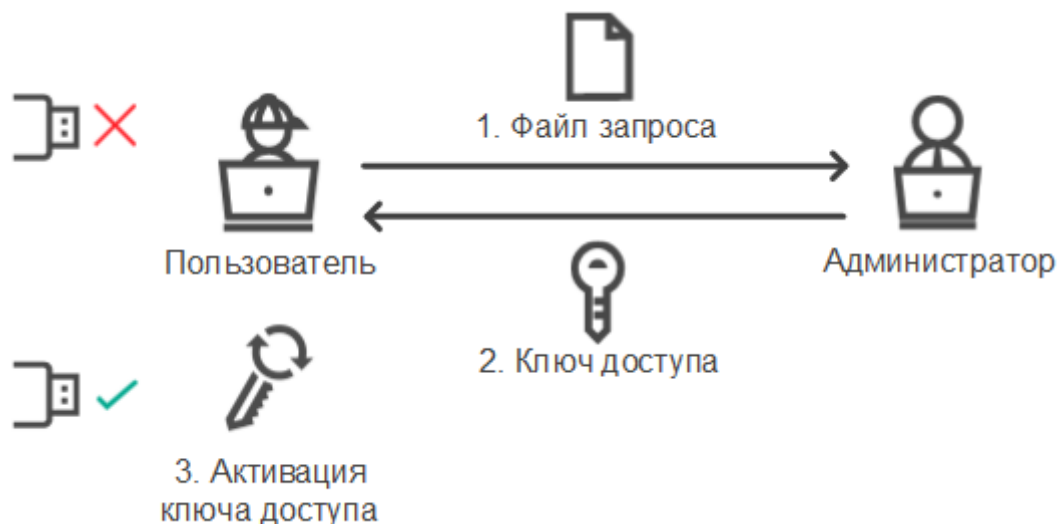 1. Файл запроса
Пользователь
Администратор
2. Ключ доступа
3. Активация
ключа доступа